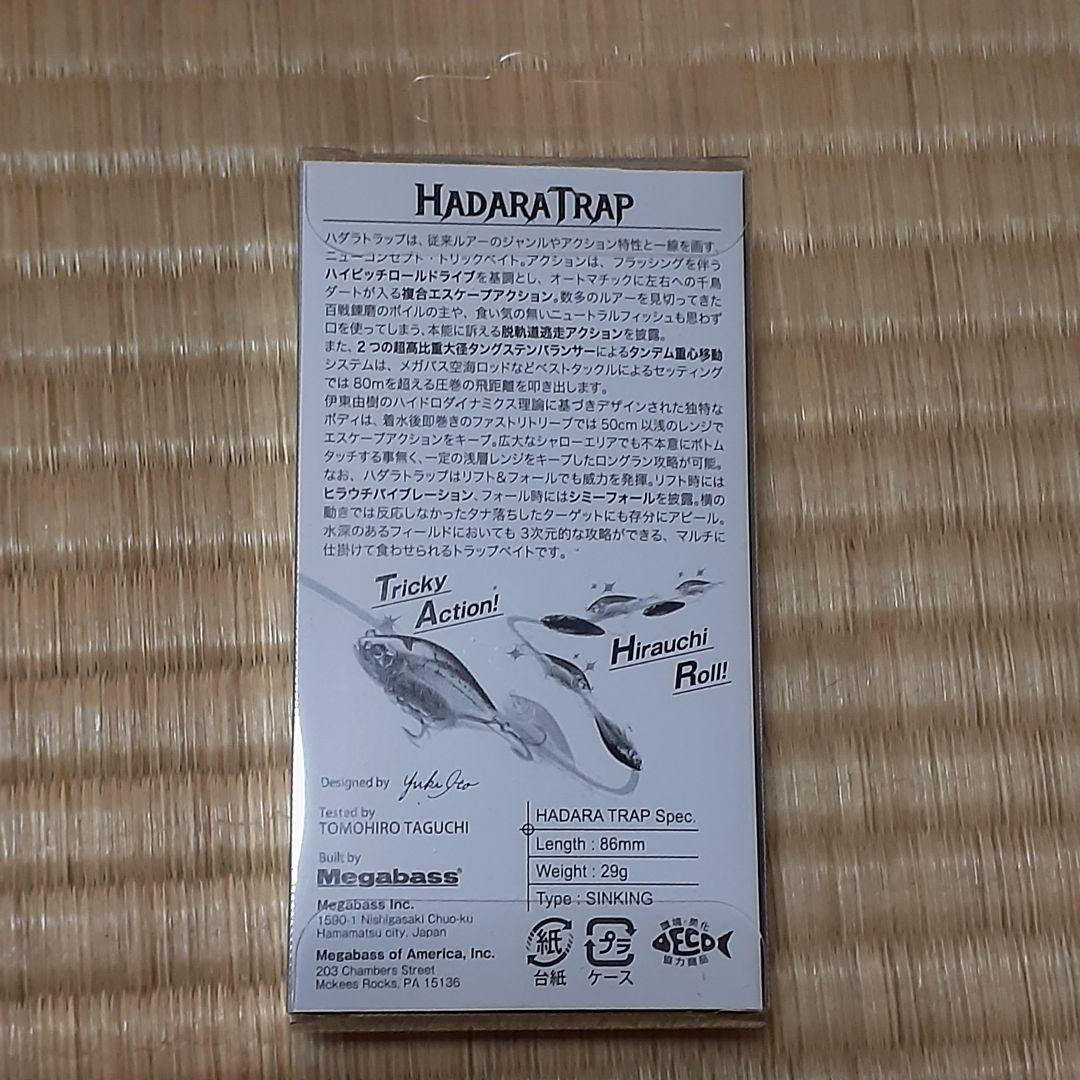 HADARATRAP
ハダラトラップは、従来ルアーのジャンルやアクション特性と一線を画す、
ニューコンセプト・トリックベイト。アクションは、フラッシングを伴う
ハイピッチロールドライブを基調とし、オートマチックに左右への千鳥
ダートが入る複合エスケープアクション。数多のルアーを見切ってきた
百戦錬磨のボイルの主や、食い気の無いニュートラルフィッシュも思わず
口を使ってしまう、本能に訴える脱軌道逃走アクションを披露。
また、2つの超高比重大径タングステンバランサーによるタンデム重心移動
システムは、メガバス空海ロッドなどベストタックルによるセッティング
では80mを超える圧巻の飛距離を叩き出します。
伊東由樹のハイドロダイナミクス理論に基づきデザインされた独特な
ボディは、着水後即巻きのファストリトリーブでは50cm以浅のレンジで
エスケープアクションをキープ。広大なシャローエリアでも不本意にボトム
タッチする事無く、一定の浅層レンジをキープしたロングラン攻略が可能。
なお、ハダラトラップはリフト&フォールでも威力を発揮。リフト時には
ヒラウチバイブレーション、フォール時にはシミーフォールを披露。横の
動きでは反応しなかったタナ落ちしたターゲットにも存分にアピール。
水深のあるフィールドにおいても3次元的な攻略ができる、マルチに
仕掛けて食わせられるトラップベイトです。
Tricky
Action!
Hirauchi
Roll!
Designed by Yuki Ito
Tested by
TOMOHIRO TAGUCHI
Built by
Megabass
Megabass Inc.
1590-1 Nishigasaki Chuo-ku
Hamamatsu city, Japan
Megabass of America, Inc.
203 Chambers Street
Mckees Rocks, PA 15136
HADARA TRAP Spec.
Length : 86mm
Weight : 29g
Type : SINKING
紙
台紙
プラ
ケース
環境・美化
ECO
協力商品